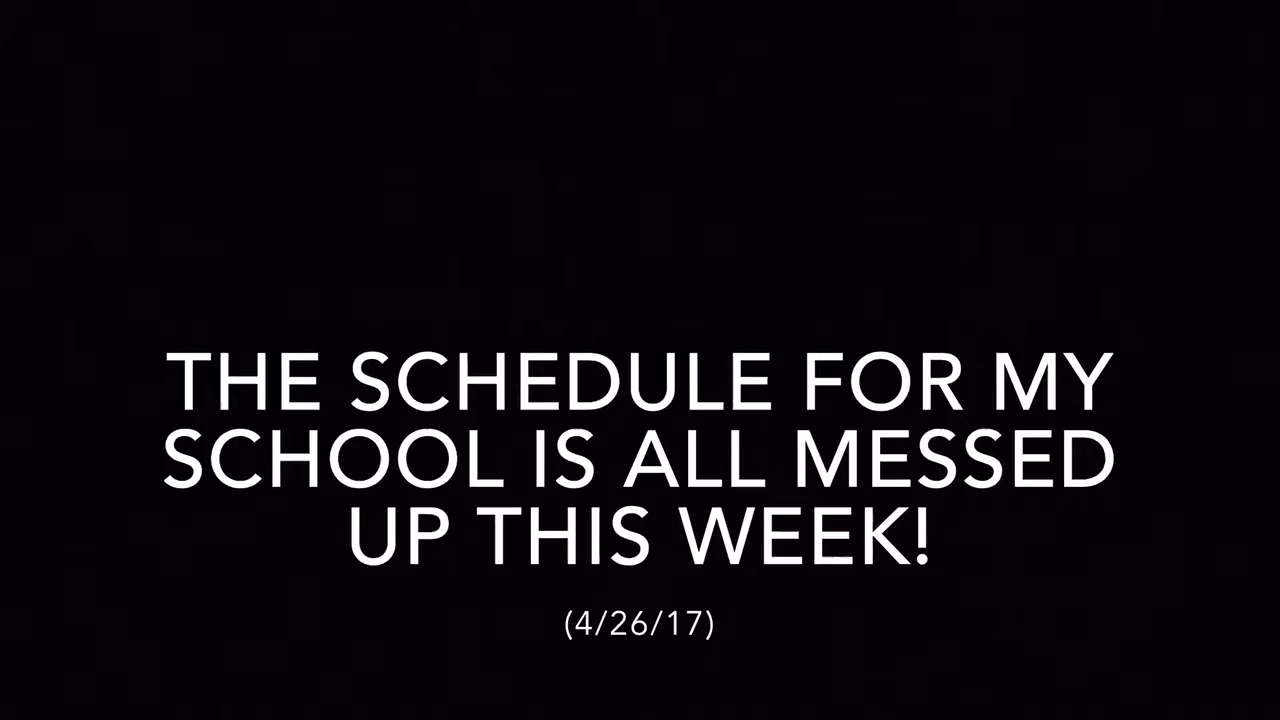 THE SCHEDULE FOR MY
SCHOOL IS ALL MESSED
UP THIS WEEK!
(4/26/17)